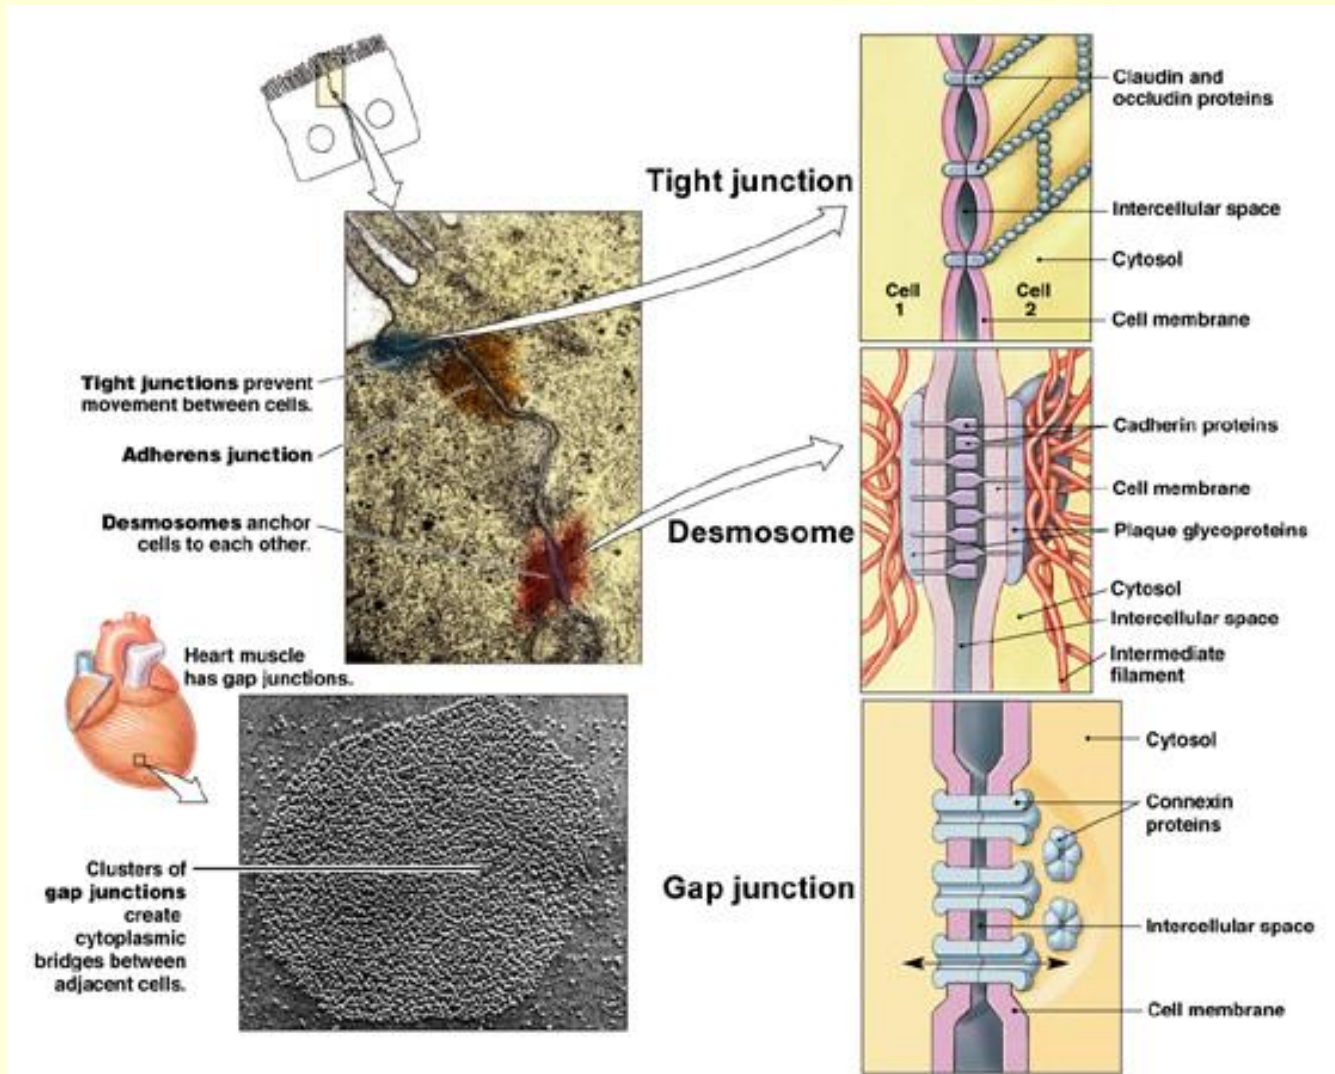 Tight junction
Claudin and
occludin proteins
Intercellular space
Cytosol
Cell
1
Cell
2
Cell membrane
Tight junctions prevent
movement between cells.
Adherens junction
Desmosomes anchor
cells to each other.
Desmosome
Cadherin proteins
Cell membrane
Plaque glycoproteins
Cytosol
Intercellular space
Intermediate
filament
Heart muscle
has gap junctions.
Clusters of
gap junctions
create
cytoplasmic
bridges between
adjacent cells.
Gap junction
Cytosol
Connexin
proteins
Intercellular space
Cell membrane